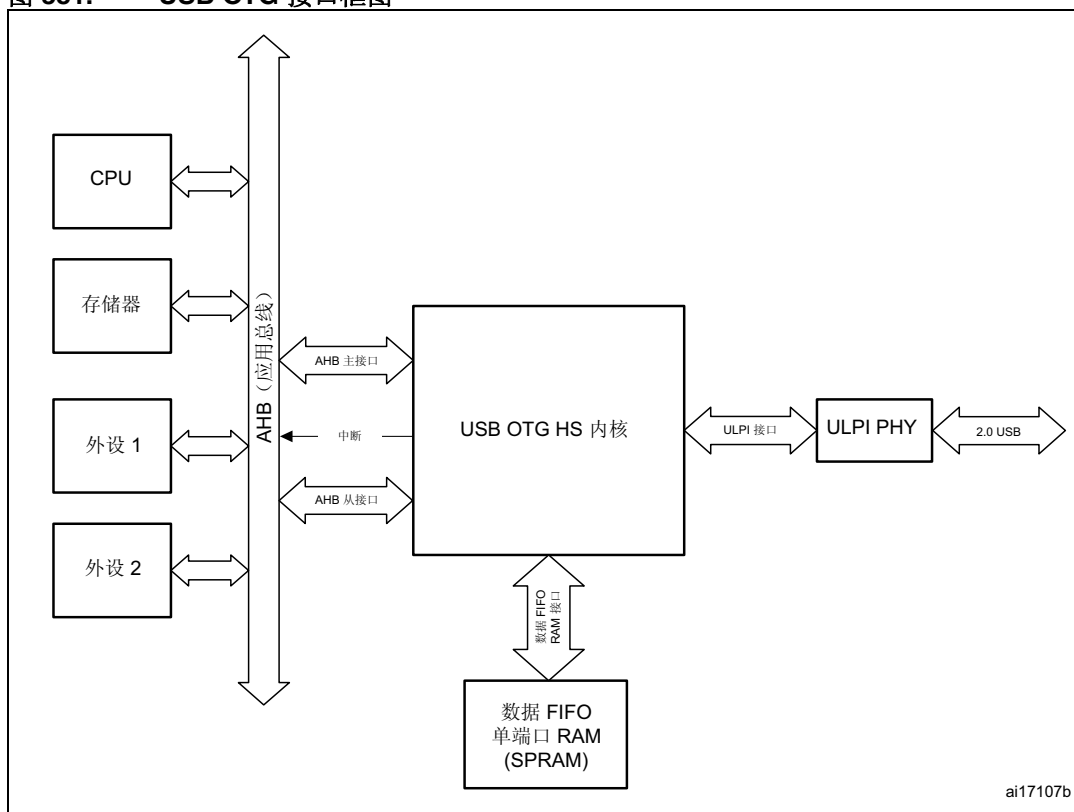 USB OTG 接口框图
CPU
存储器
外设 1
外设 2
AHB（应用总线）
AHB 主接口
中断
AHB 从接口
USB OTG HS 内核
ULPI 接口
ULPI PHY
2.0 USB
数据 FIFO
RAM 接口
数据 FIFO
单端口 RAM
(SPRAM)
ai17107b